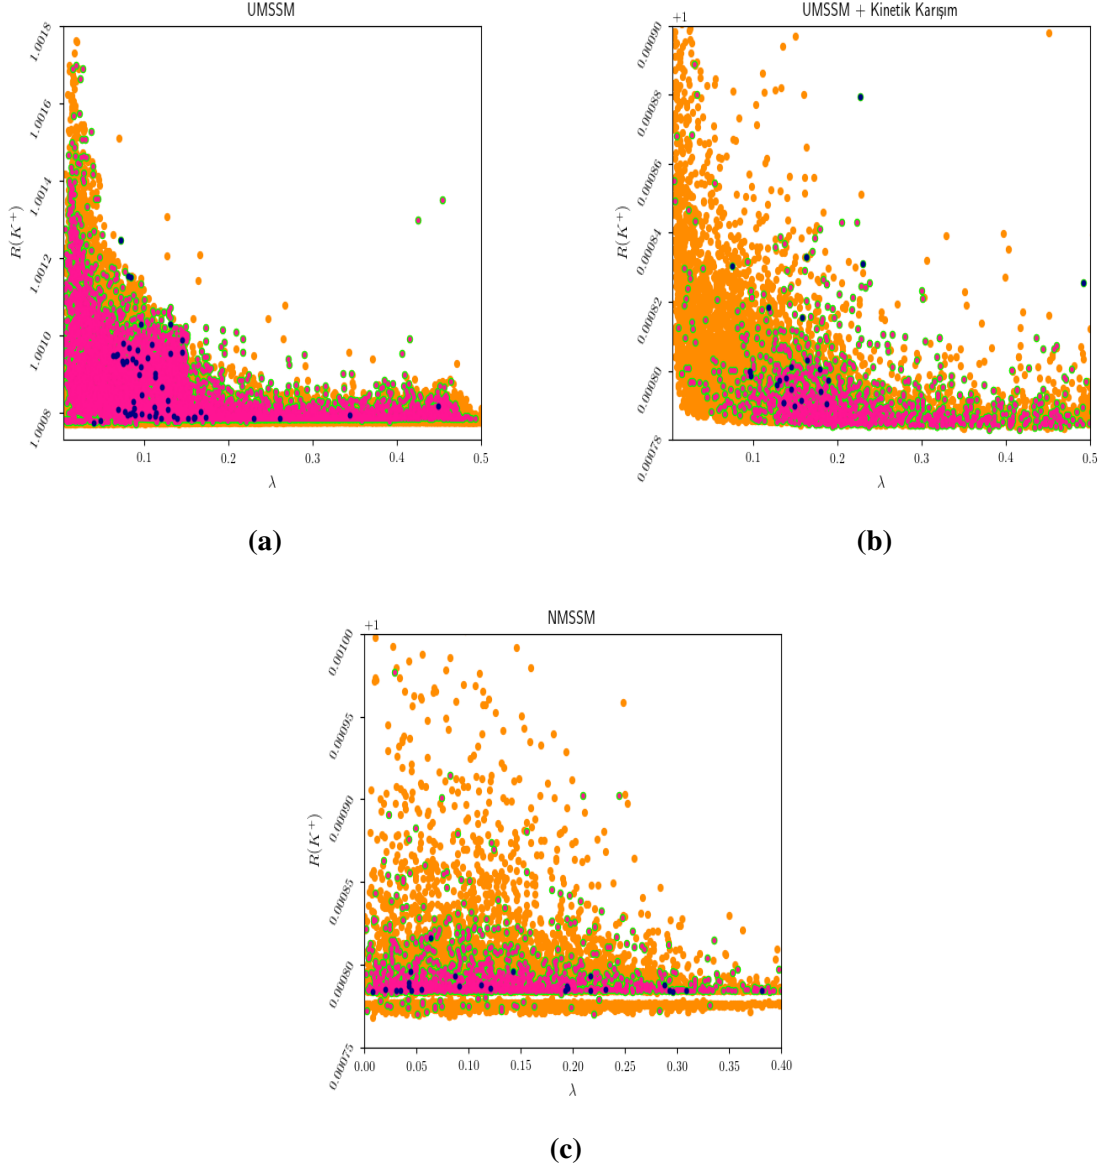 UMSSM
1.0018
1.0016
1.0014
1.0012
1.0010
1.0008
R(K⁺)
0.1 0.2 0.3 0.4 0.5
λ
(a)
UMSSM + Kinetik Karışım
+1
0.00090
0.00088
0.00086
0.00084
0.00082
0.00080
0.00078
R(K⁺)
0.1 0.2 0.3 0.4 0.5
λ
(b)
NMSSM
+1
0.00100
0.00095
0.00090
0.00085
0.00080
0.00075
R(K⁺)
0.00 0.05 0.10 0.15 0.20 0.25 0.30 0.35 0.40
λ
(c)